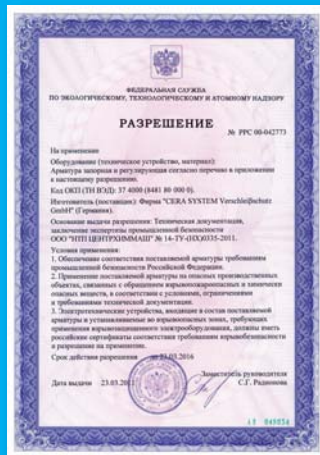 ФЕДЕРАЛЬНАЯ СЛУЖБА
ПО ЭКОЛОГИЧЕСКОМУ, ТЕХНОЛОГИЧЕСКОМУ И АТОМНОМУ НАДЗОРУ
РАЗРЕШЕНИЕ
№ РРС 00-042773
На применение
Оборудование (техническое устройство, материал):
Арматура запорная и регулирующая согласно перечню в приложении
к настоящему разрешению.
Код ОКП (ТН ВЭД): 37 4000 (8481 80 000 0).
Изготовитель (поставщик): Фирма "CERA SYSTEM Verschleißschutz
GmbH" (Германия).
Основание выдачи разрешения: Техническая документация,
заключение экспертизы промышленной безопасности
ООО "НТП ЦЕНТРХИММАШ" № 14-ТУ-(НХ)0335-2011.
Условия применения:
1. Обеспечение соответствия поставляемой арматуры требованиям
промышленной безопасности Российской Федерации.
2. Применение поставляемой арматуры на опасных производственных
объектах, связанных с обращением взрывопожароопасных и химически
опасных веществ, в соответствии с условиями, ограничениями
и требованиями технической документации.
3. Электротехнические устройства, входящие в состав поставляемой
арматуры и устанавливаемые во взрывоопасных зонах, требующих
применения взрывозащищенного электрооборудования, должны иметь
российские сертификаты соответствия требованиям взрывобезопасности
и разрешение на применение.
Срок действия разрешения до 23.03.2016
Заместитель руководителя
Дата выдачи 23.03.2011 С.Г. Радионова